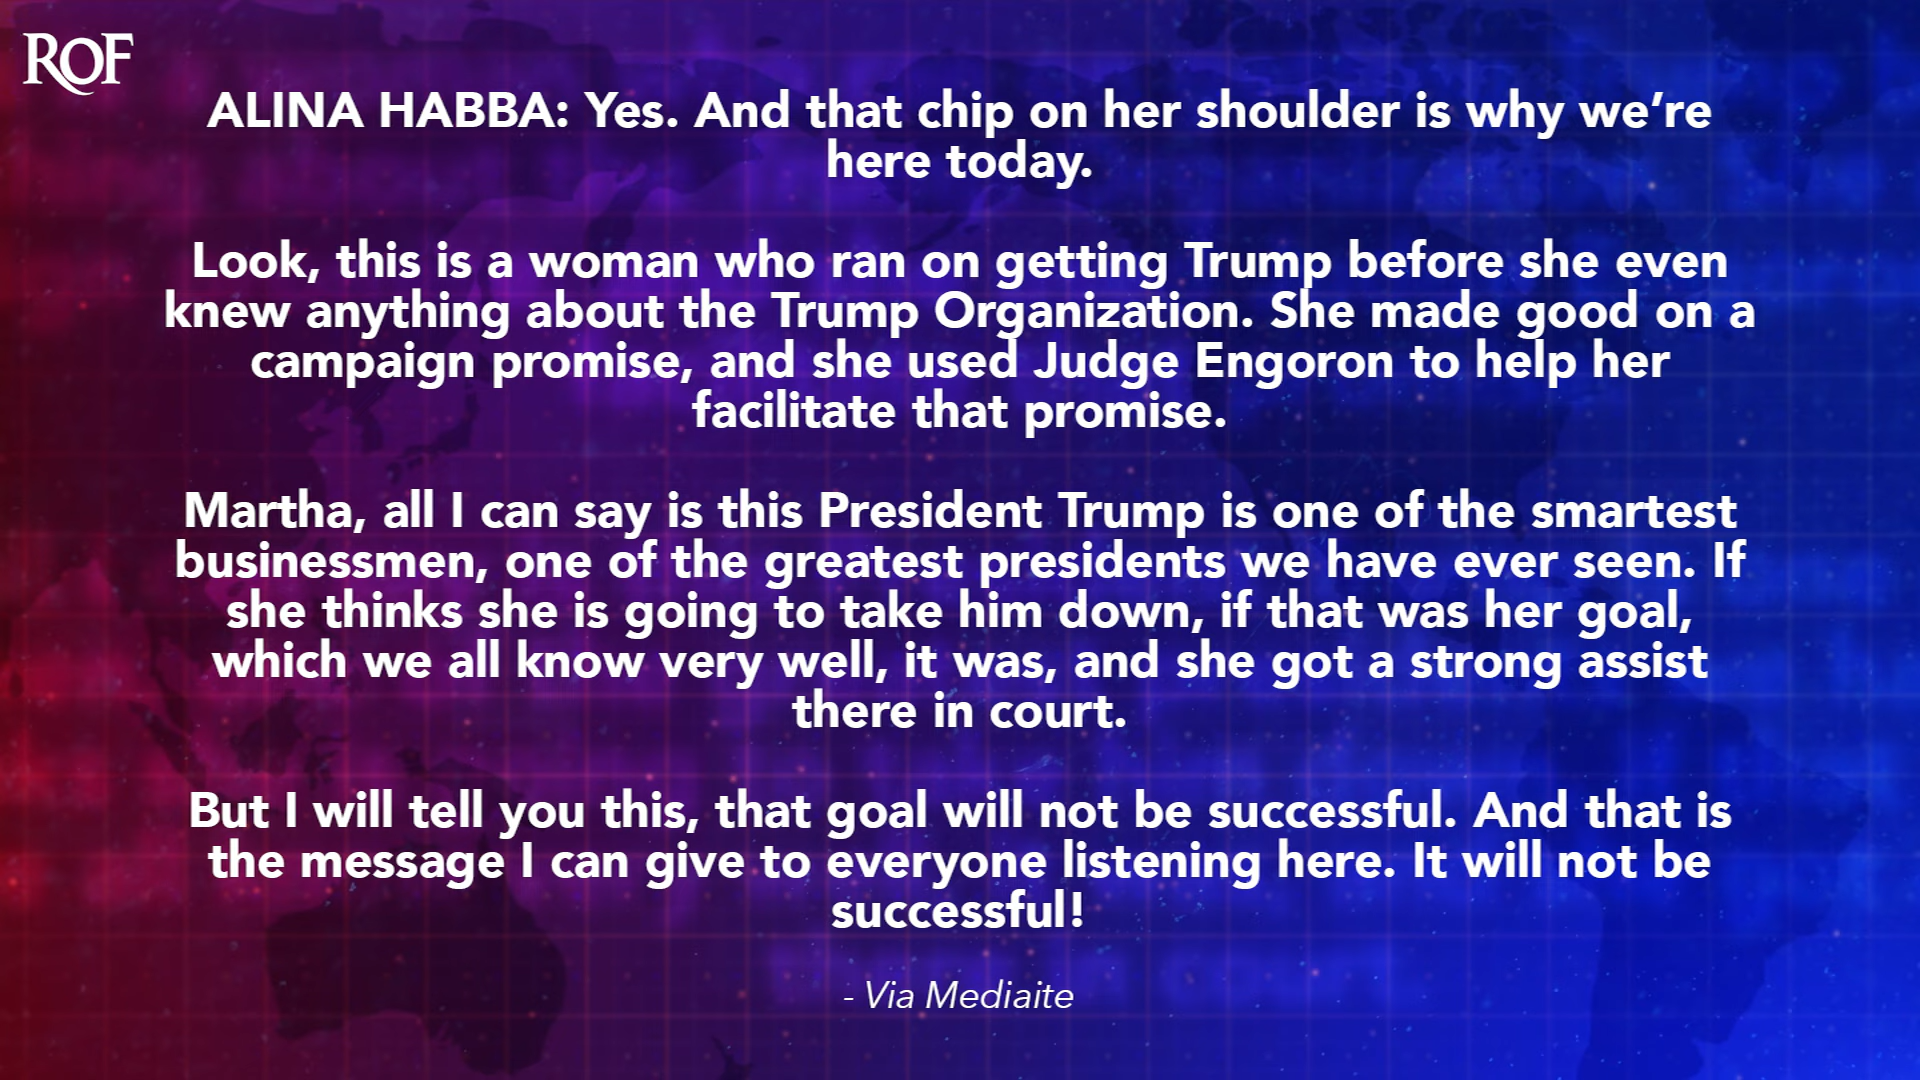 ROF
ALINA HABBA: Yes. And that chip on her shoulder is why we’re
here today.
Look, this is a woman who ran on getting Trump before she even
knew anything about the Trump Organization. She made good on a
campaign promise, and she used Judge Engoron to help her
facilitate that promise.
Martha, all I can say is this President Trump is one of the smartest
businessmen, one of the greatest presidents we have ever seen. If
she thinks she is going to take him down, if that was her goal,
which we all know very well, it was, and she got a strong assist
there in court.
But I will tell you this, that goal will not be successful. And that is
the message I can give to everyone listening here. It will not be
successful!
- Via Mediaite